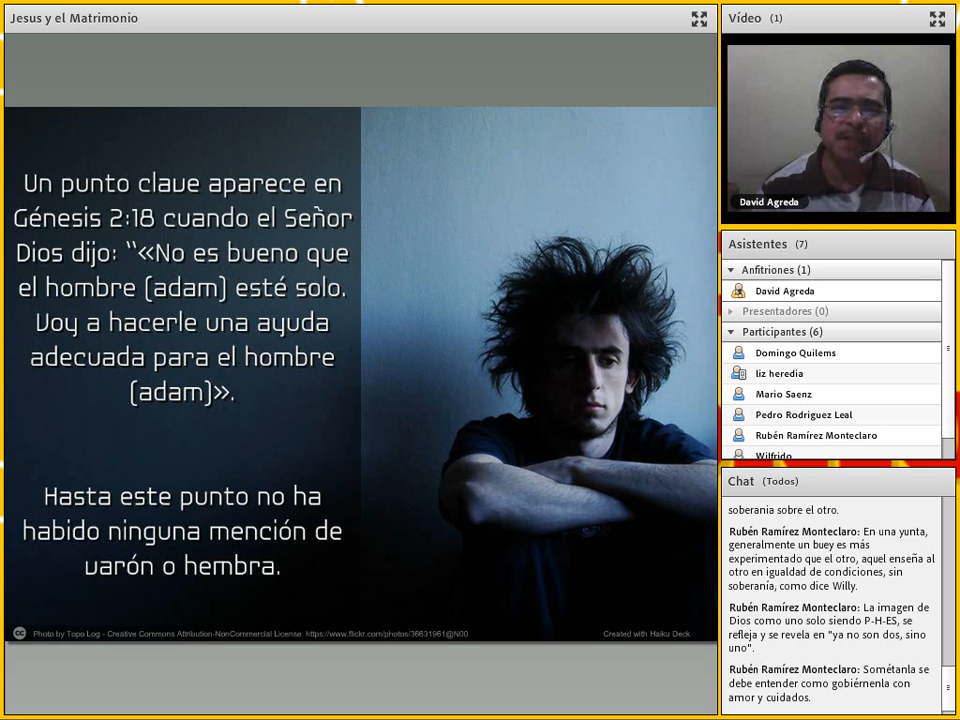 Jesus y el Matrimonio
Un punto clave aparece en
Génesis 2:18 cuando el Señor
Dios dijo: “«No es bueno que
el hombre (adam) esté solo.
Voy a hacerle una ayuda
adecuada para el hombre
(adam)».
Hasta este punto no ha
habido ninguna mención de
varón o hembra.
cc Photo by Topo Log - Creative Commons Attribution-NonCommercial License https://www.flickr.com/photos/36631961@N00
Created with Haiku Deck
Vídeo (1)
David Agreda
Asistentes (7)
Anfitriones (1)
David Agreda
Presentadores (0)
Participantes (6)
Domingo Quilems
liz heredia
Mario Saenz
Pedro Rodriguez Leal
Rubén Ramírez Monteclaro
Wilfrido
Chat (Todos)
soberania sobre el otro.
Rubén Ramírez Monteclaro: En una yunta,
generalmente un buey es más
experimentado que el otro, aquel enseña al
otro en igualdad de condiciones, sin
soberanía, como dice Willy.
Rubén Ramírez Monteclaro: La imagen de
Dios como uno solo siendo P-H-ES, se
refleja y se revela en "ya no son dos, sino
uno".
Rubén Ramírez Monteclaro: Sométanla se
debe entender como gobiérnenla con
amor y cuidados.